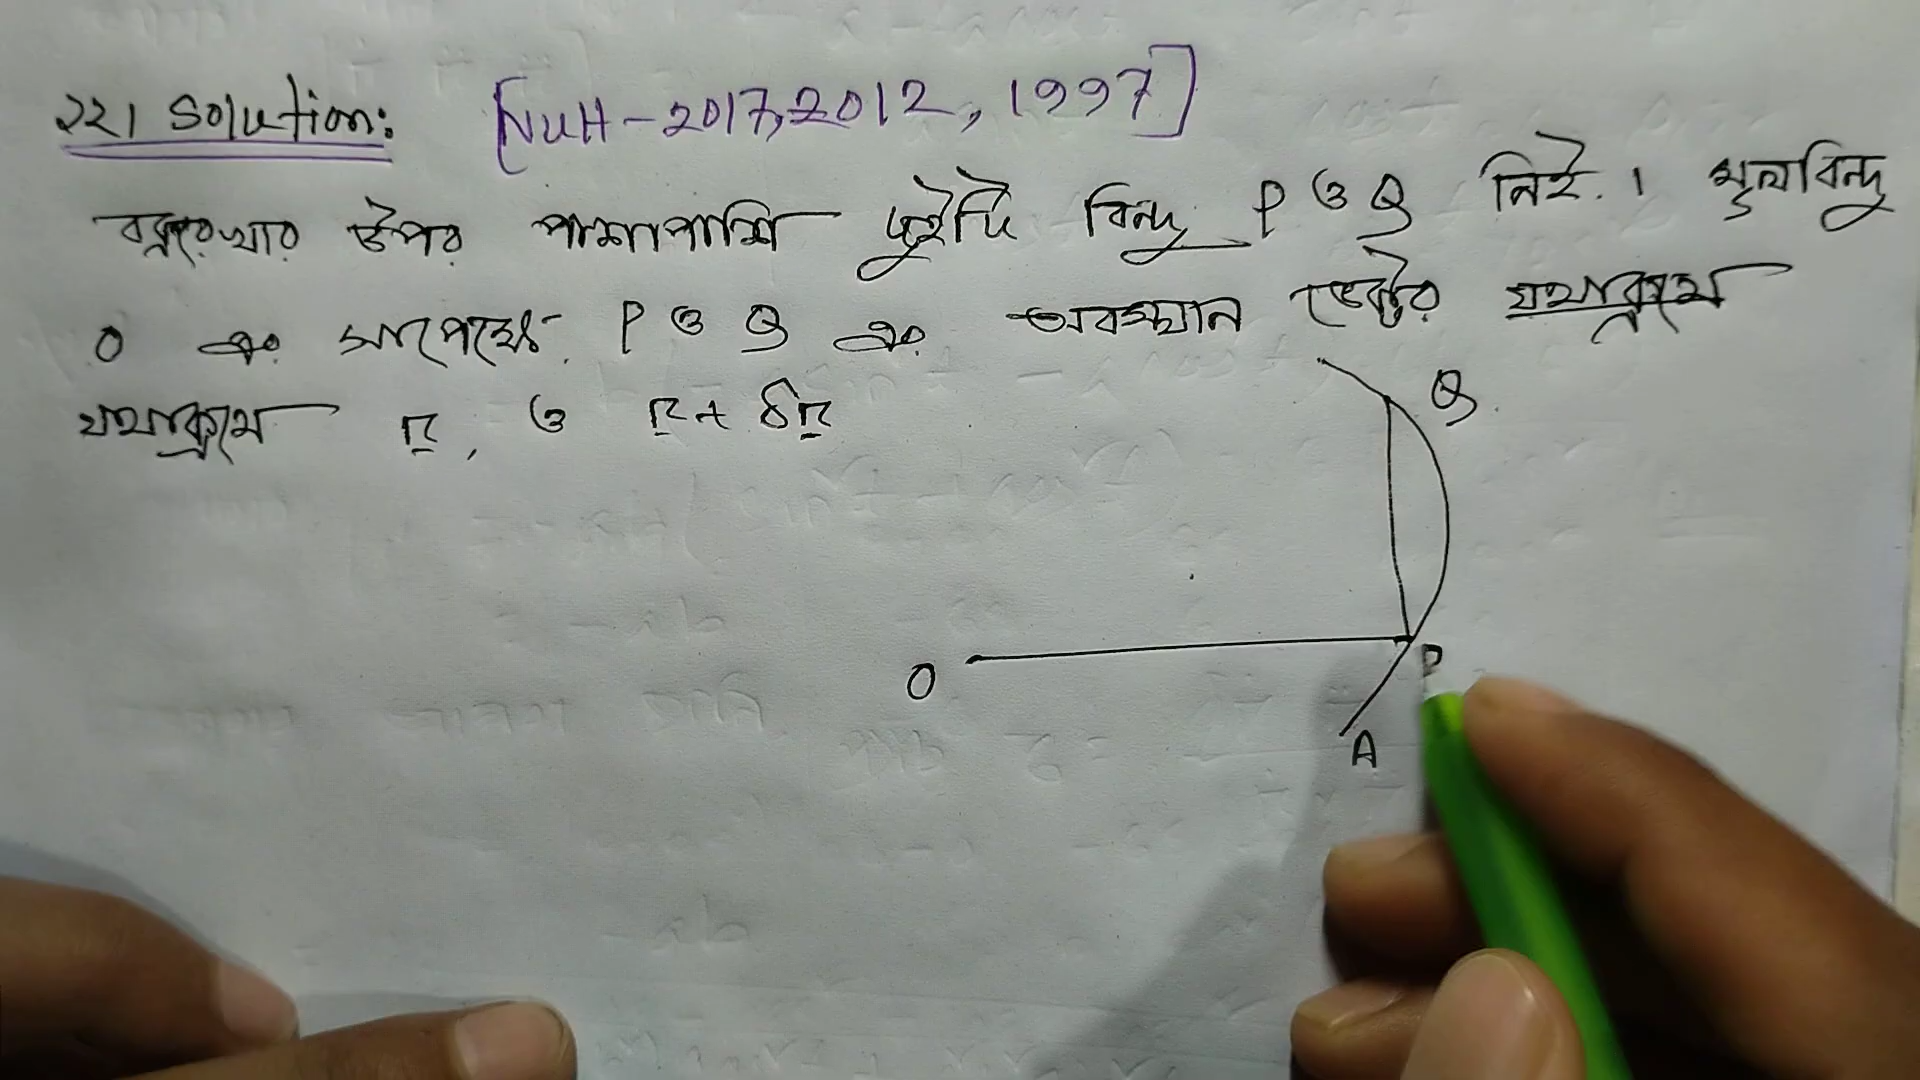 ২২। Solution: [NUH-2017, 2012, 1997]
বক্ররেখার উপর পাশাপাশি দুইটি বিন্দু P ও Q নিই। মূলবিন্দু
O এর সাপেক্ষে P ও Q এর অবস্থান ভেক্টর যথাক্রমে
যথাক্রমে r, ও r + δr
Q
O
P
A